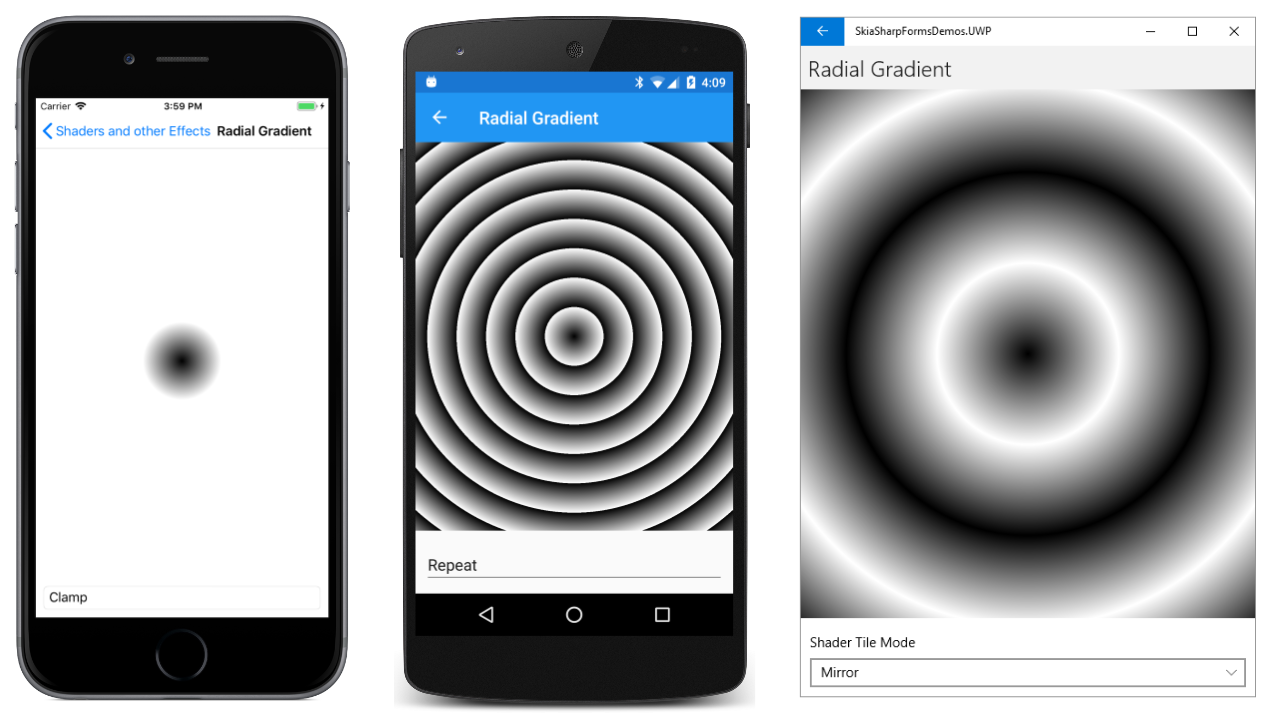 Carrier 3:59 PM
Shaders and other Effects Radial Gradient
Clamp
4:09
Radial Gradient
Repeat
SkiaSharpFormsDemos.UWP
Radial Gradient
Shader Tile Mode
Mirror